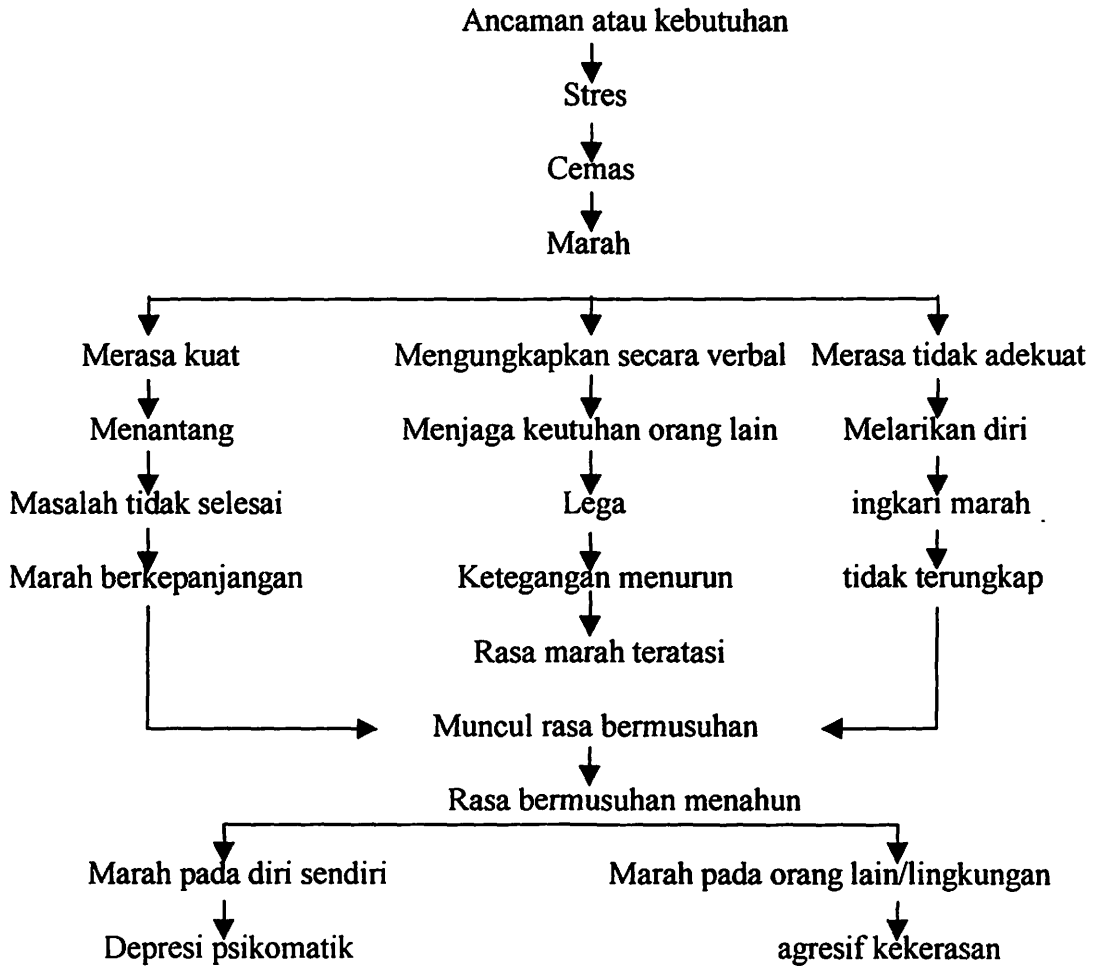 Ancaman atau kebutuhan
Stres
Cemas
Marah
Merasa kuat Mengungkapkan secara verbal Merasa tidak adekuat
Menantang Menjaga keutuhan orang lain Melarikan diri
Masalah tidak selesai Lega ingkari marah
Marah berkepanjangan Ketegangan menurun tidak terungkap
Rasa marah teratasi
Muncul rasa bermusuhan
Rasa bermusuhan menahun
Marah pada diri sendiri Marah pada orang lain/lingkungan
Depresi psikomatik agresif kekerasan